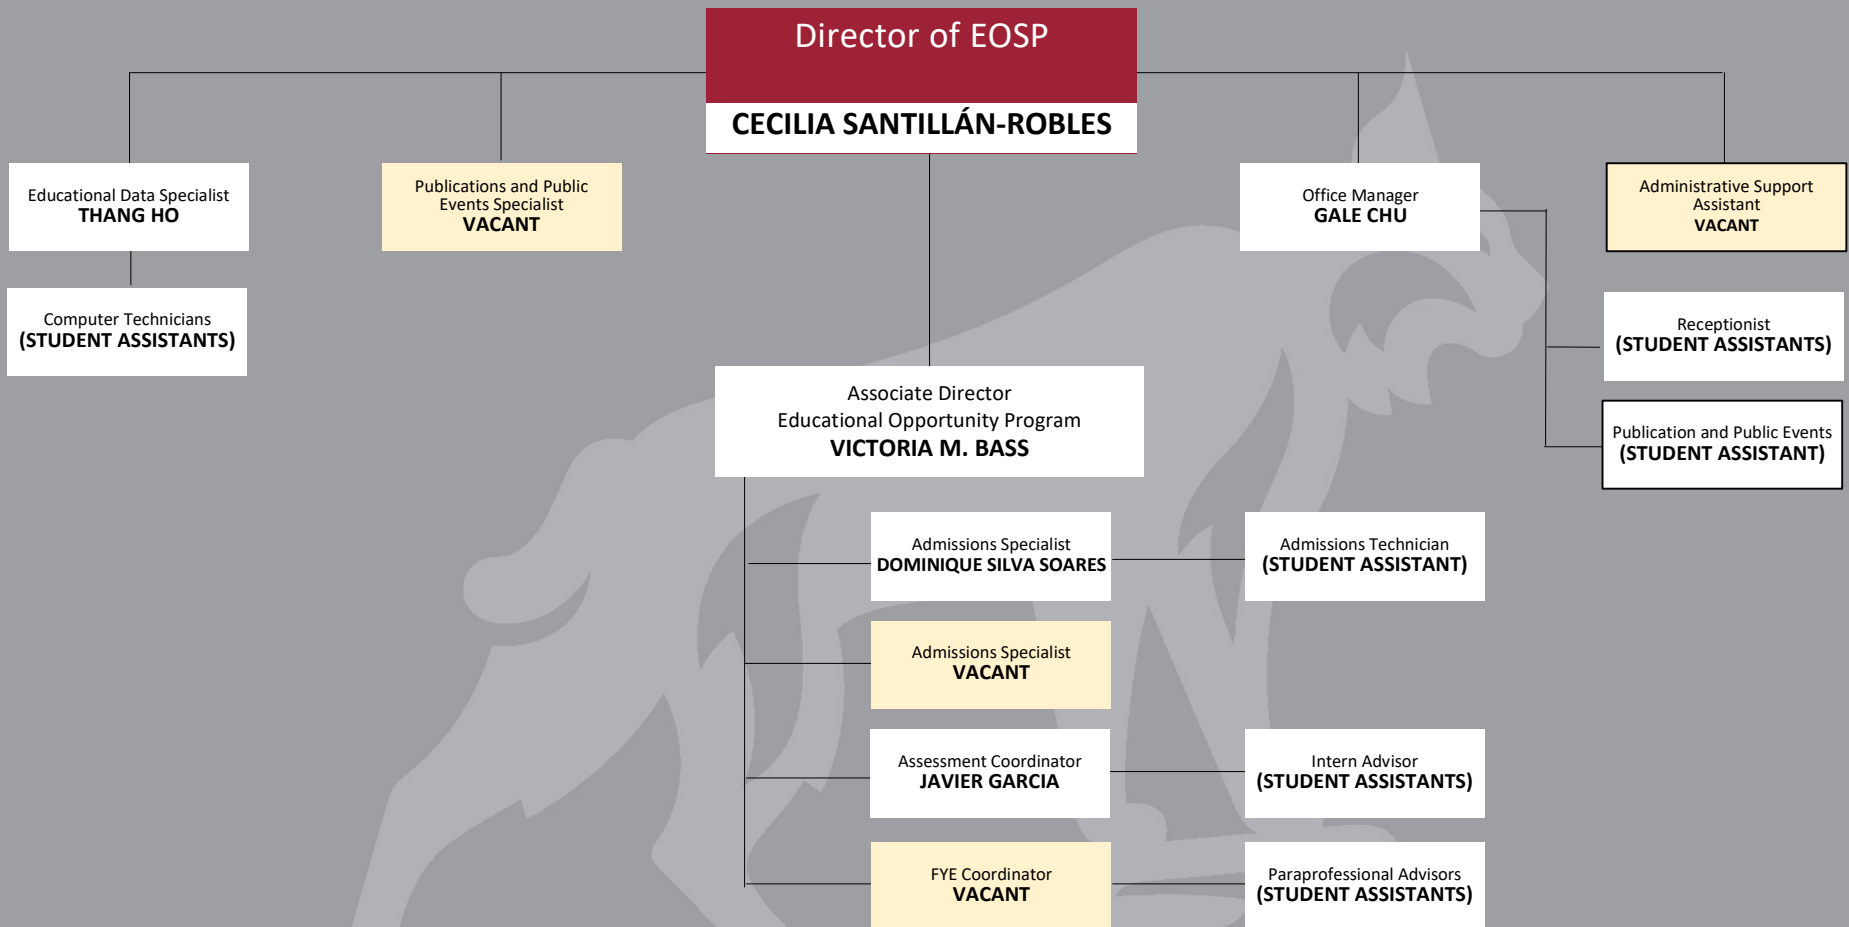 Director of EOSP
CECILIA SANTILLÁN-ROBLES
Educational Data Specialist
THANG HO
Publications and Public
Events Specialist
VACANT
Office Manager
GALE CHU
Administrative Support
Assistant
VACANT
Computer Technicians
(STUDENT ASSISTANTS)
Receptionist
(STUDENT ASSISTANTS)
Publication and Public Events
(STUDENT ASSISTANT)
Associate Director
Educational Opportunity Program
VICTORIA M. BASS
Admissions Specialist
DOMINIQUE SILVA SOARES
Admissions Technician
(STUDENT ASSISTANT)
Admissions Specialist
VACANT
Assessment Coordinator
JAVIER GARCIA
Intern Advisor
(STUDENT ASSISTANTS)
FYE Coordinator
VACANT
Paraprofessional Advisors
(STUDENT ASSISTANTS)